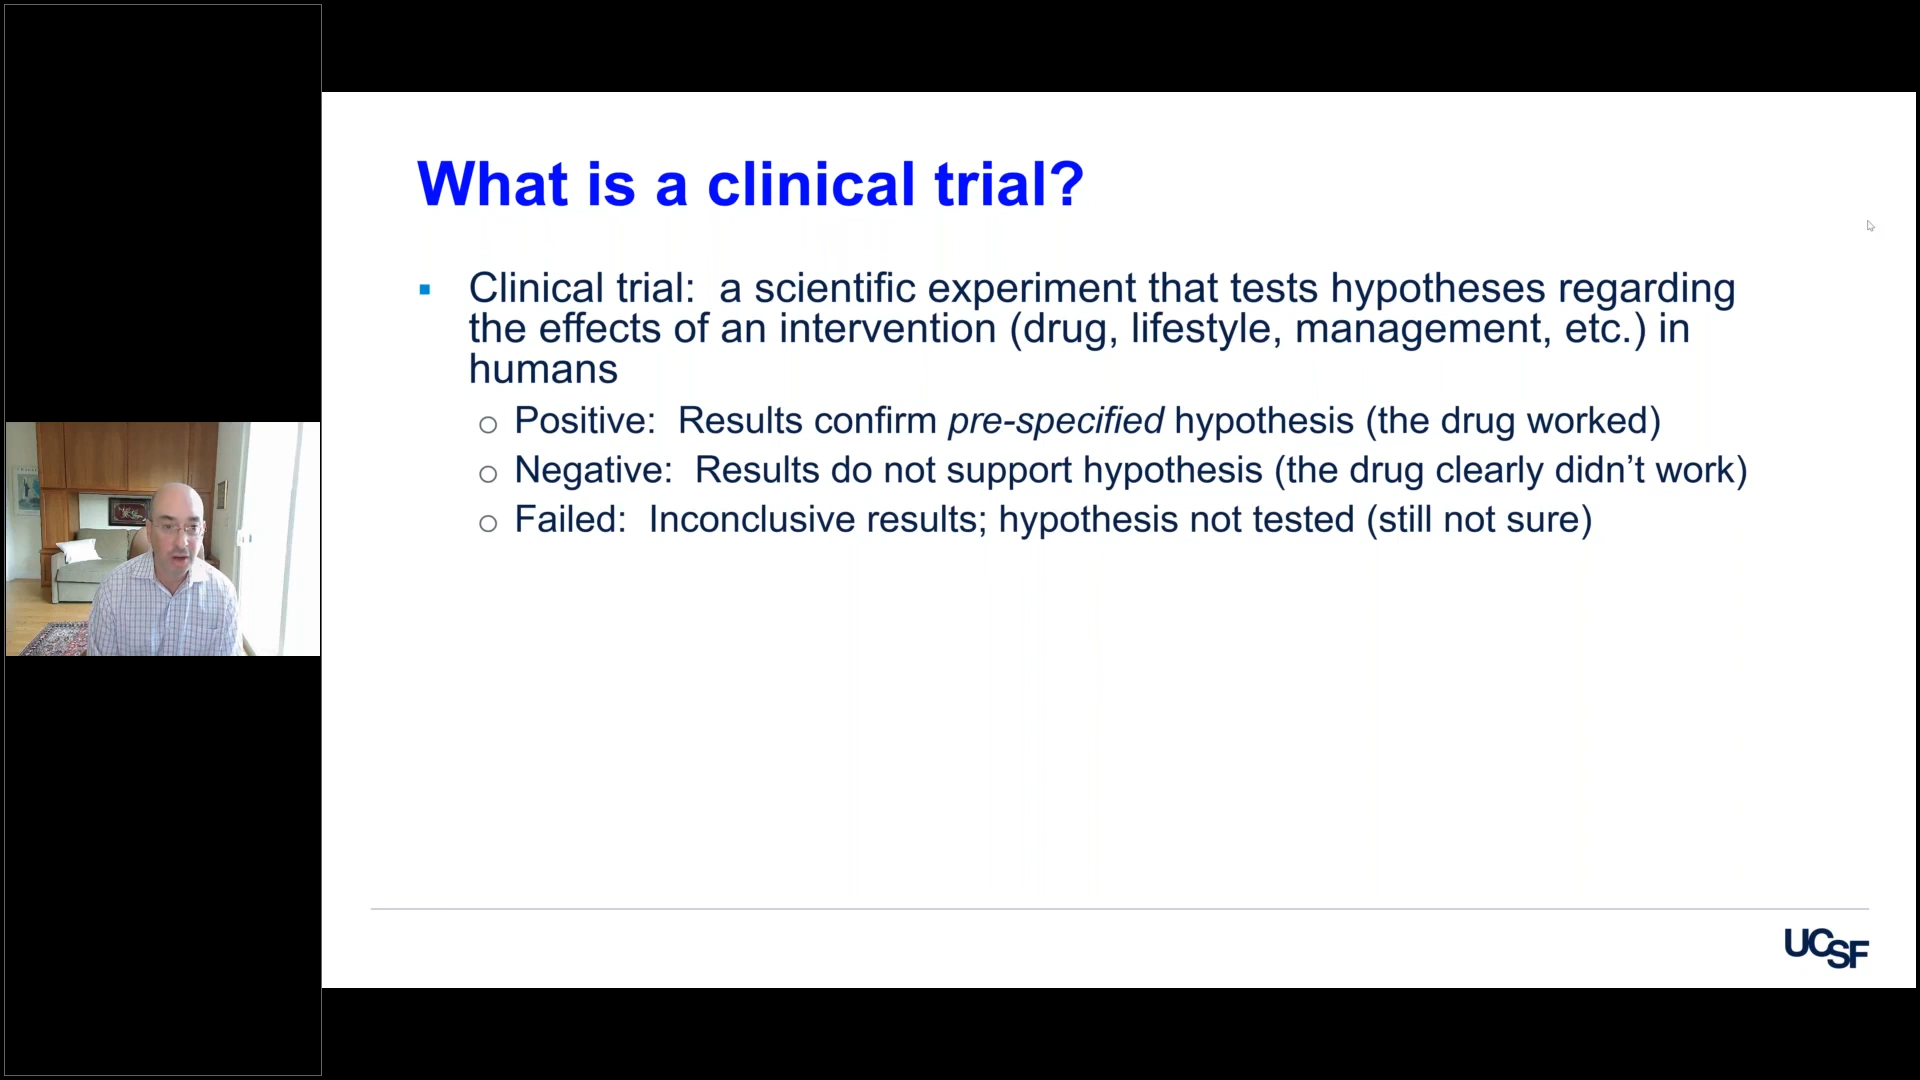 What is a clinical trial?
▪ Clinical trial:  a scientific experiment that tests hypotheses regarding
the effects of an intervention (drug, lifestyle, management, etc.) in
humans
o Positive:  Results confirm pre-specified hypothesis (the drug worked)
o Negative:  Results do not support hypothesis (the drug clearly didn’t work)
o Failed:  Inconclusive results; hypothesis not tested (still not sure)
UCSF